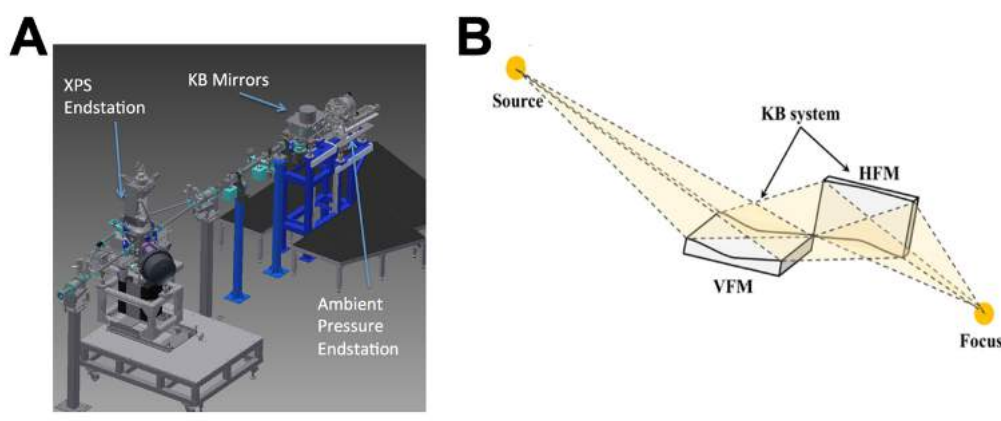 A
XPS
Endstation
KB Mirrors
Ambient
Pressure
Endstation
B
Source
KB system
HFM
VFM
Focus